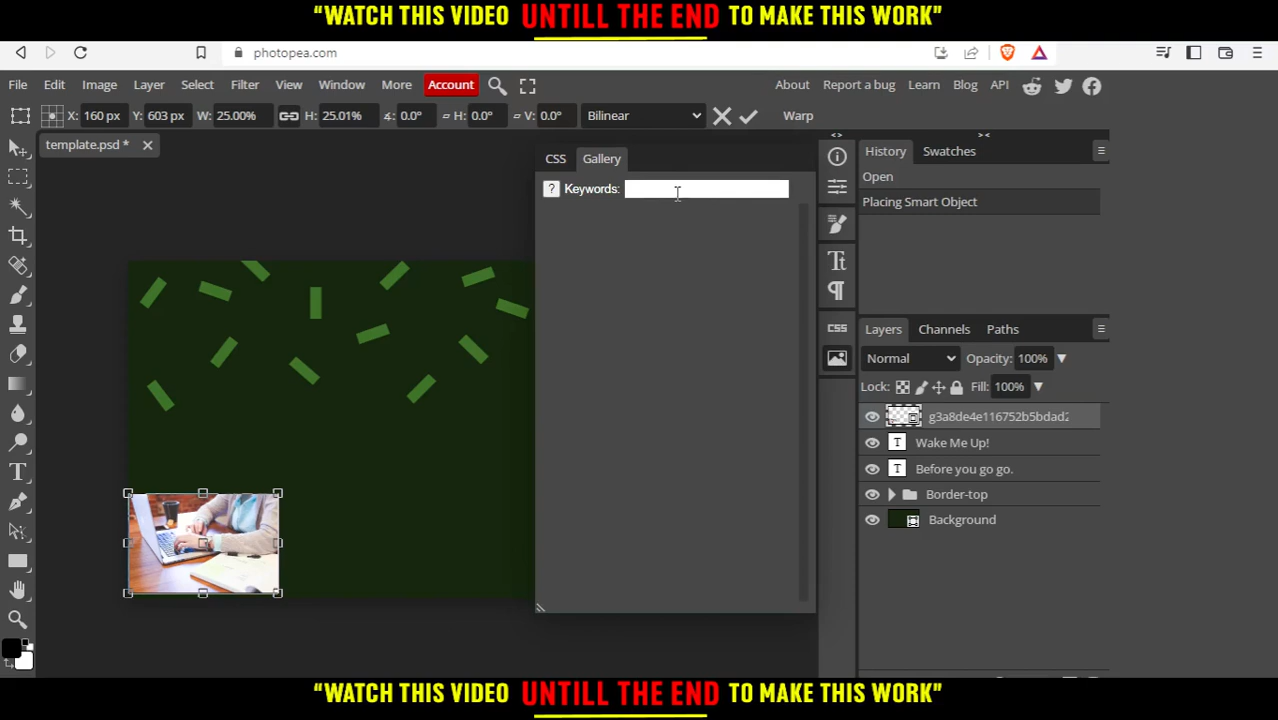 “WATCH THIS VIDEO UNTILL THE END TO MAKE THIS WORK”
photopea.com
File Edit Image Layer Select Filter View Window More Account About Report a bug Learn Blog API
X: 160 px Y: 603 px W: 25.00% H: 25.01% 0.0° H: 0.0° V: 0.0° Bilinear Warp
template.psd *
CSS Gallery
? Keywords:
History Swatches
Open
Placing Smart Object
CSS
Layers Channels Paths
Normal Opacity: 100%
Lock: Fill: 100%
g3a8de4e116752b5bdad2
T Wake Me Up!
T Before you go go.
Border-top
Background
“WATCH THIS VIDEO UNTILL THE END TO MAKE THIS WORK”